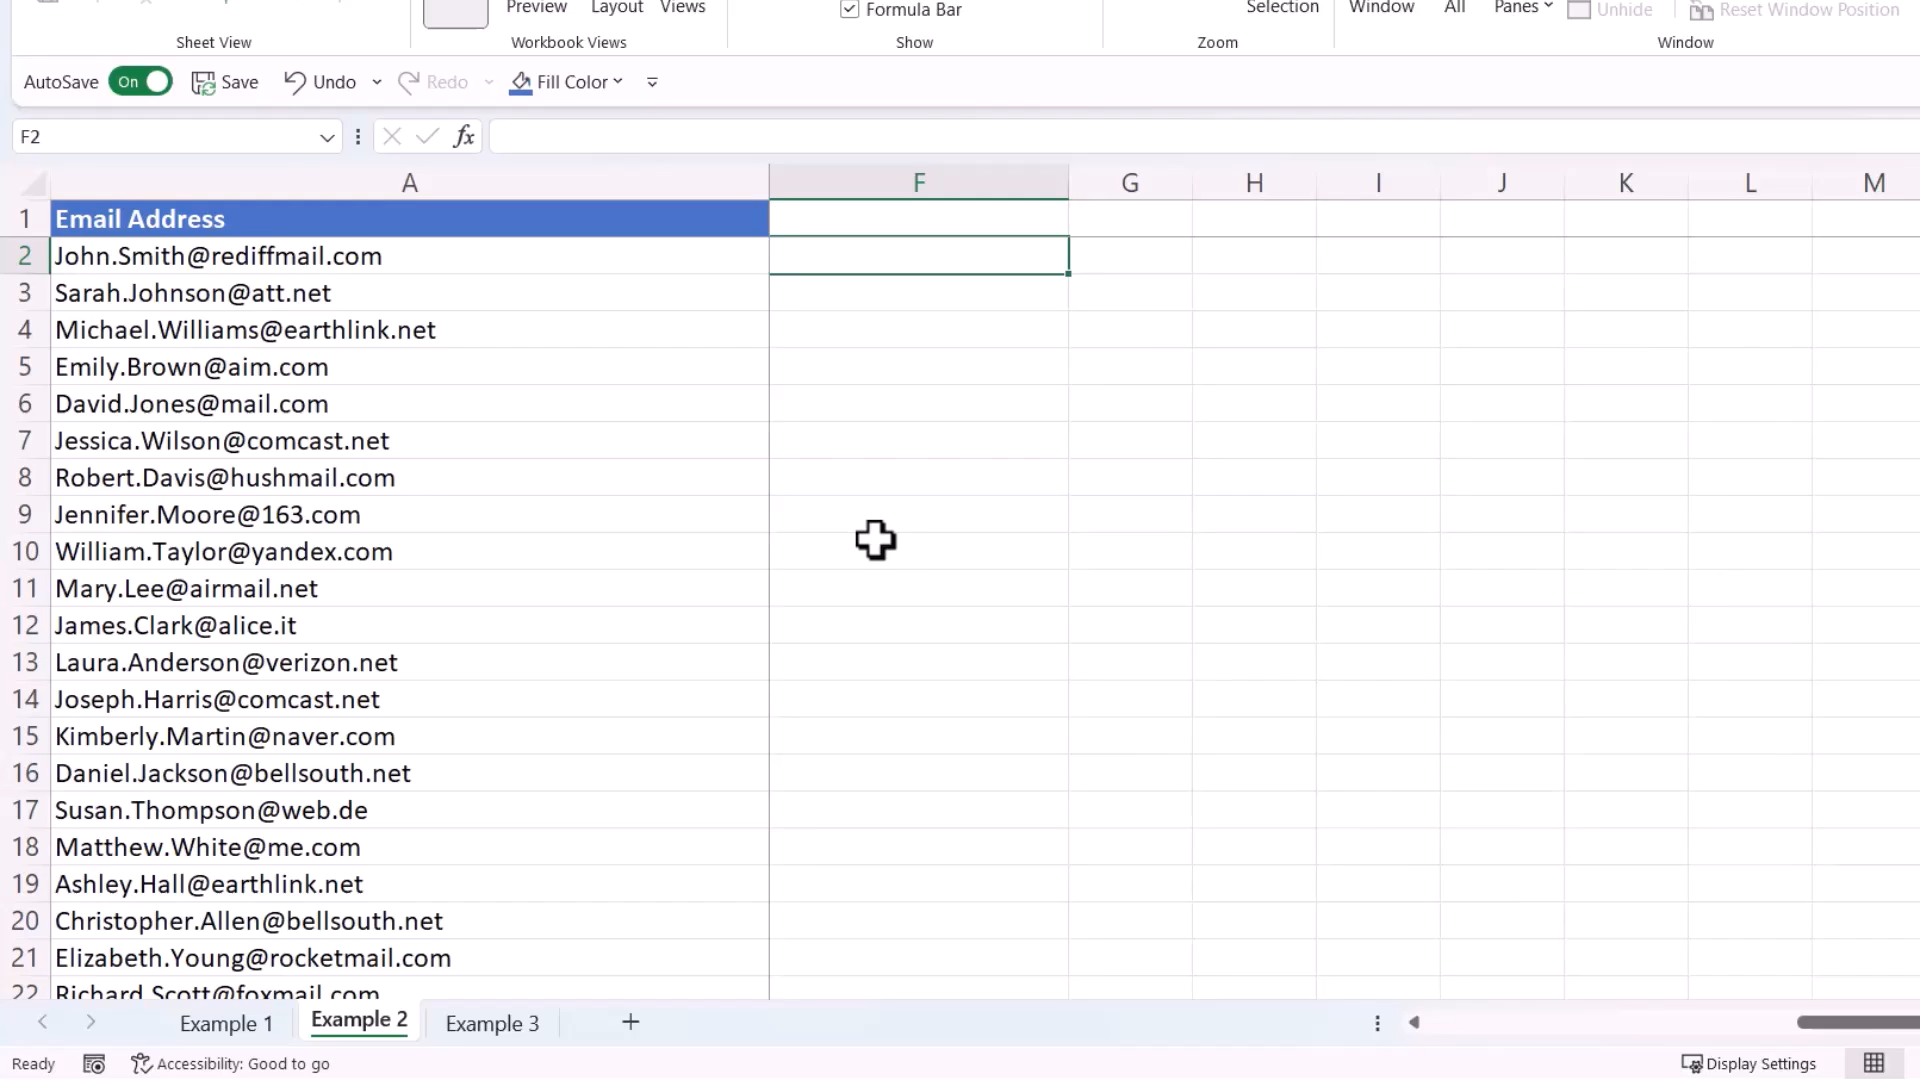 Preview Layout Views Formula Bar Selection Window All Panes Unhide Reset Window Position
Sheet View Workbook Views Show Zoom Window
AutoSave On Save Undo Redo Fill Color
F2 fx
A F G H I J K L M
1 Email Address
2 John.Smith@rediffmail.com
3 Sarah.Johnson@att.net
4 Michael.Williams@earthlink.net
5 Emily.Brown@aim.com
6 David.Jones@mail.com
7 Jessica.Wilson@comcast.net
8 Robert.Davis@hushmail.com
9 Jennifer.Moore@163.com
10 William.Taylor@yandex.com
11 Mary.Lee@airmail.net
12 James.Clark@alice.it
13 Laura.Anderson@verizon.net
14 Joseph.Harris@comcast.net
15 Kimberly.Martin@naver.com
16 Daniel.Jackson@bellsouth.net
17 Susan.Thompson@web.de
18 Matthew.White@me.com
19 Ashley.Hall@earthlink.net
20 Christopher.Allen@bellsouth.net
21 Elizabeth.Young@rocketmail.com
22 Richard.Scott@foxmail.com
Example 1 Example 2 Example 3
Ready Accessibility: Good to go Display Settings